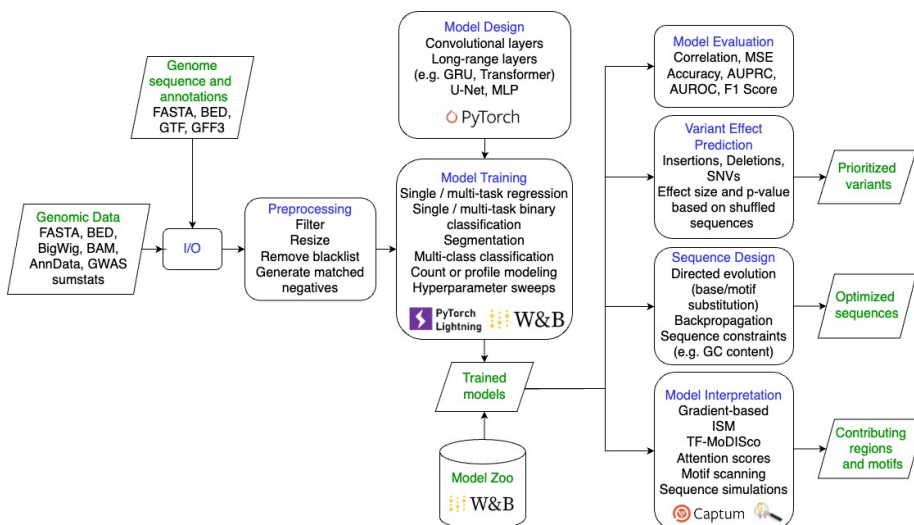 Genome
sequence and
annotations
FASTA, BED,
GTF, GFF3
Genomic Data
FASTA, BED,
BigWig, BAM,
AnnData, GWAS
sumstats
I/O
Preprocessing
Filter
Resize
Remove blacklist
Generate matched
negatives
Model Design
Convolutional layers
Long-range layers
(e.g. GRU, Transformer)
U-Net, MLP
PyTorch
Model Training
Single / multi-task regression
Single / multi-task binary
classification
Segmentation
Multi-class classification
Count or profile modeling
Hyperparameter sweeps
PyTorch
Lightning
W&B
Trained
models
Model Zoo
W&B
Model Evaluation
Correlation, MSE
Accuracy, AUPRC,
AUROC, F1 Score
Variant Effect
Prediction
Insertions, Deletions,
SNVs
Effect size and p-value
based on shuffled
sequences
Prioritized
variants
Sequence Design
Directed evolution
(base/motif
substitution)
Backpropagation
Sequence constraints
(e.g. GC content)
Optimized
sequences
Model Interpretation
Gradient-based
ISM
TF-MoDISco
Attention scores
Motif scanning
Sequence simulations
Captum
Contributing
regions
and motifs